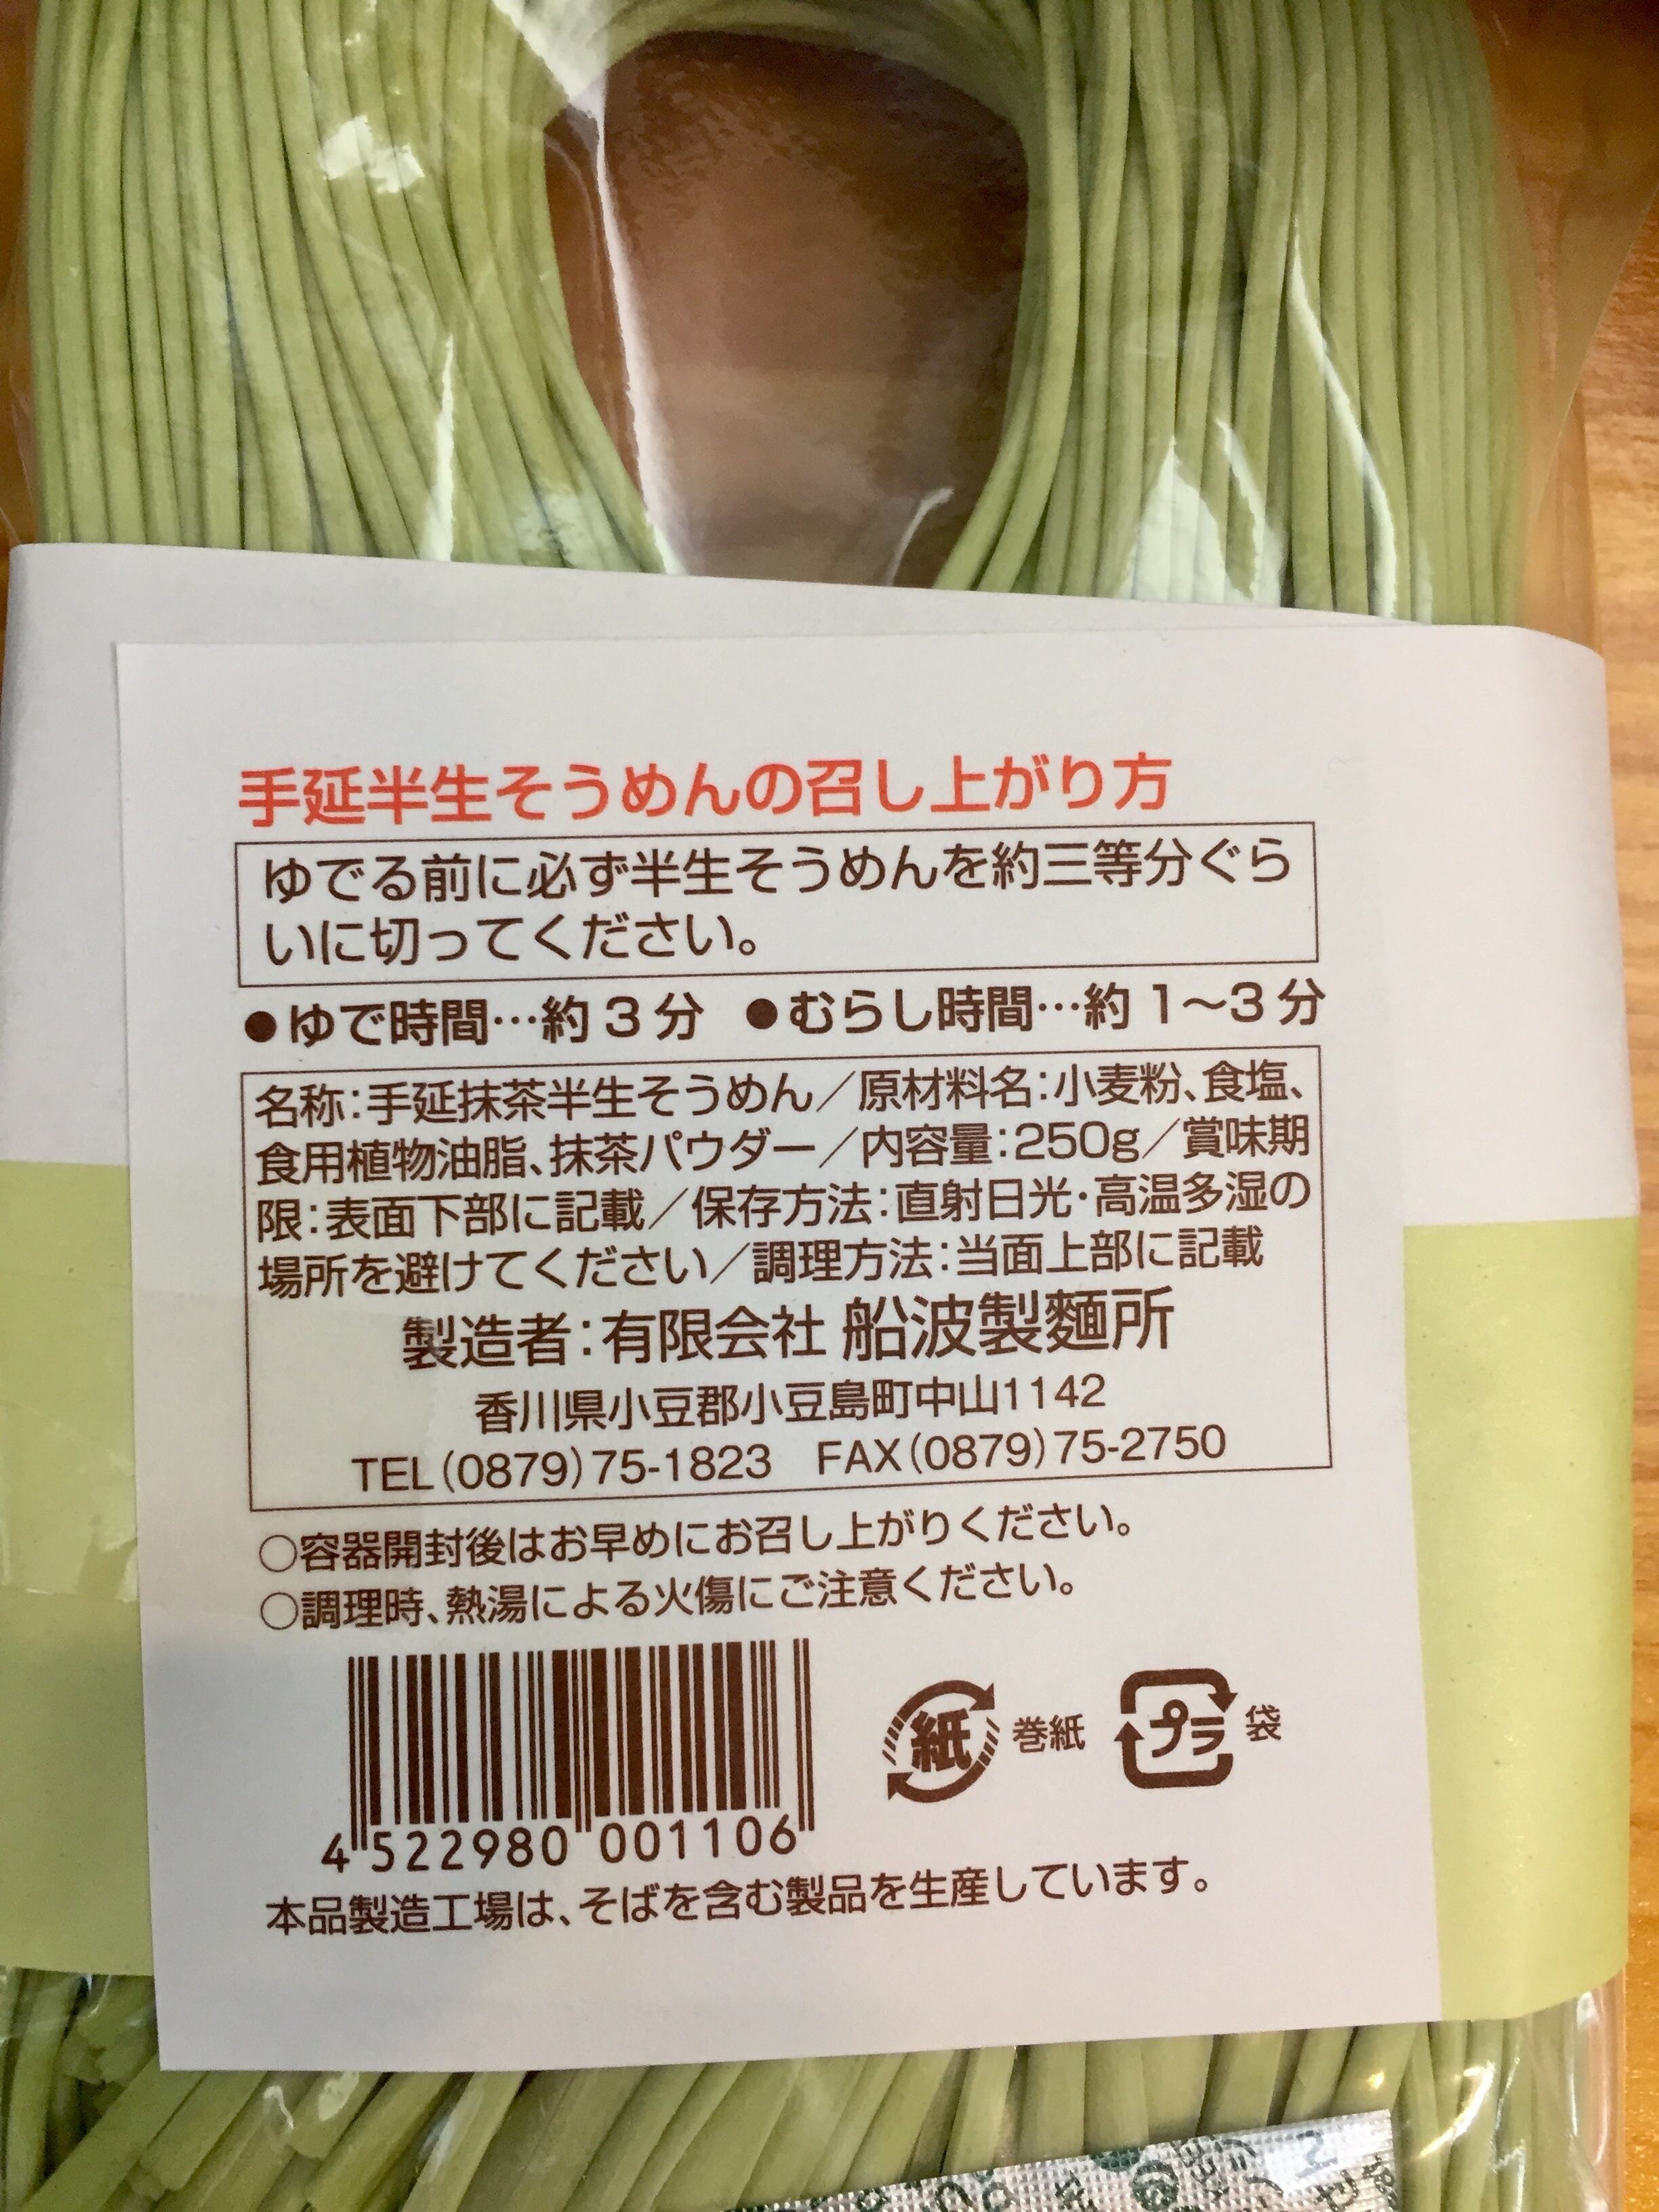 手延半生そうめんの召し上がり方
ゆでる前に必ず半生そうめんを約三等分ぐら
いに切ってください。
●ゆで時間…約3分 ●むらし時間…約1〜3分
名称:手延抹茶半生そうめん/原材料名:小麦粉、食塩、
食用植物油脂、抹茶パウダー/内容量:250g/賞味期
限:表面下部に記載/保存方法:直射日光・高温多湿の
場所を避けてください/調理方法:当面上部に記載
製造者:有限会社 船波製麵所
香川県小豆郡小豆島町中山1142
TEL(0879)75-1823 FAX(0879)75-2750
○容器開封後はお早めにお召し上がりください。
○調理時、熱湯による火傷にご注意ください。
紙 巻紙 プラ 袋
4 522980 001106
本品製造工場は、そばを含む製品を生産しています。